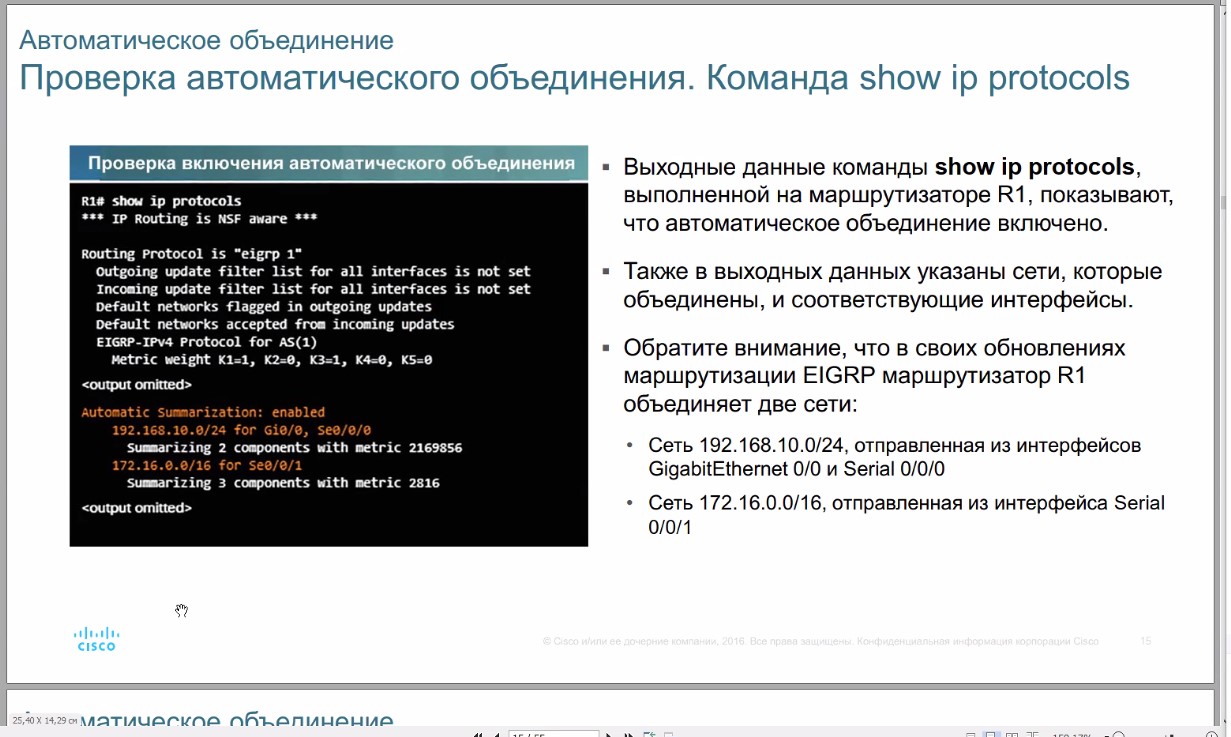 Автоматическое объединение
Проверка автоматического объединения. Команда show ip protocols
Проверка включения автоматического объединения
R1# show ip protocols
*** IP Routing is NSF aware ***
Routing Protocol is "eigrp 1"
Outgoing update filter list for all interfaces is not set
Incoming update filter list for all interfaces is not set
Default networks flagged in outgoing updates
Default networks accepted from incoming updates
EIGRP-IPv4 Protocol for AS(1)
Metric weight K1=1, K2=0, K3=1, K4=0, K5=0
<output omitted>
Automatic Summarization: enabled
192.168.10.0/24 for Gi0/0, Se0/0/0
Summarizing 2 components with metric 2169856
172.16.0.0/16 for Se0/0/1
Summarizing 3 components with metric 2816
<output omitted>
▪ Выходные данные команды show ip protocols,
выполненной на маршрутизаторе R1, показывают,
что автоматическое объединение включено.
▪ Также в выходных данных указаны сети, которые
объединены, и соответствующие интерфейсы.
▪ Обратите внимание, что в своих обновлениях
маршрутизации EIGRP маршрутизатор R1
объединяет две сети:
• Сеть 192.168.10.0/24, отправленная из интерфейсов
GigabitEthernet 0/0 и Serial 0/0/0
• Сеть 172.16.0.0/16, отправленная из интерфейса Serial
0/0/1
CISCO
© Cisco и/или ее дочерние компании, 2016. Все права защищены. Конфиденциальная информация корпорации Cisco
15
25,40 X 14,29 см
объединение